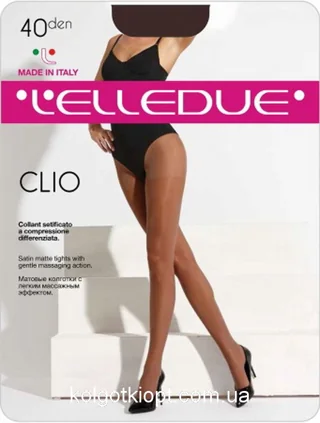 40den
MADE IN ITALY
L'ELLEDUE
CLIO
Collant setificato
a compressione
differenziata.
Satin matte tights with
gentle massaging action.
Матовые колготки с
легким массажным
эффектом.
kolgotkiopt.com.ua